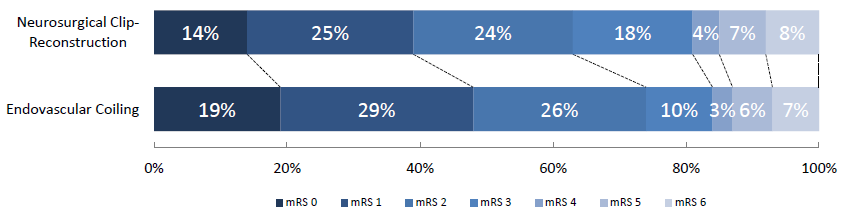 Neurosurgical Clip-
Reconstruction
14% 25% 24% 18% 4% 7% 8%
Endovascular Coiling
19% 29% 26% 10% 3% 6% 7%
0% 20% 40% 60% 80% 100%
mRS 0 mRS 1 mRS 2 mRS 3 mRS 4 mRS 5 mRS 6